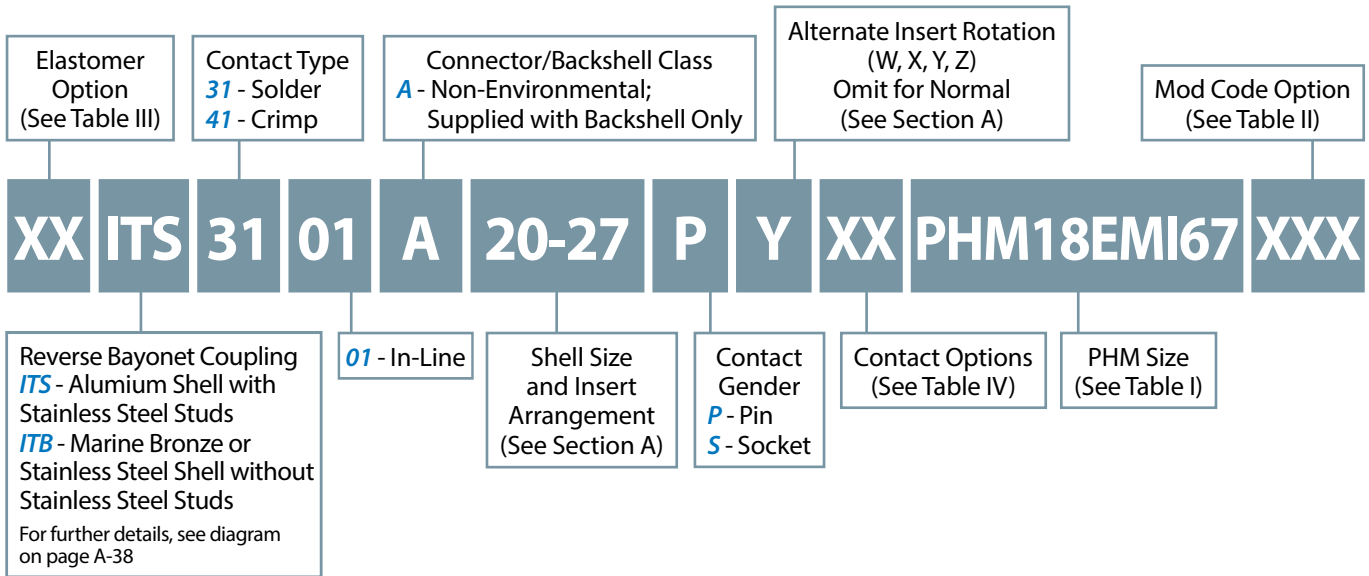 Elastomer
Option
(See Table III)
Contact Type
31 - Solder
41 - Crimp
Connector/Backshell Class
A - Non-Environmental;
Supplied with Backshell Only
Alternate Insert Rotation
(W, X, Y, Z)
Omit for Normal
(See Section A)
Mod Code Option
(See Table II)
XX ITS 31 01 A 20-27 P Y XX PHM18EMI67 XXX
Reverse Bayonet Coupling
ITS - Alumium Shell with
Stainless Steel Studs
ITB - Marine Bronze or
Stainless Steel Shell without
Stainless Steel Studs
For further details, see diagram
on page A-38
01 - In-Line
Shell Size
and Insert
Arrangement
(See Section A)
Contact
Gender
P - Pin
S - Socket
Contact Options
(See Table IV)
PHM Size
(See Table I)